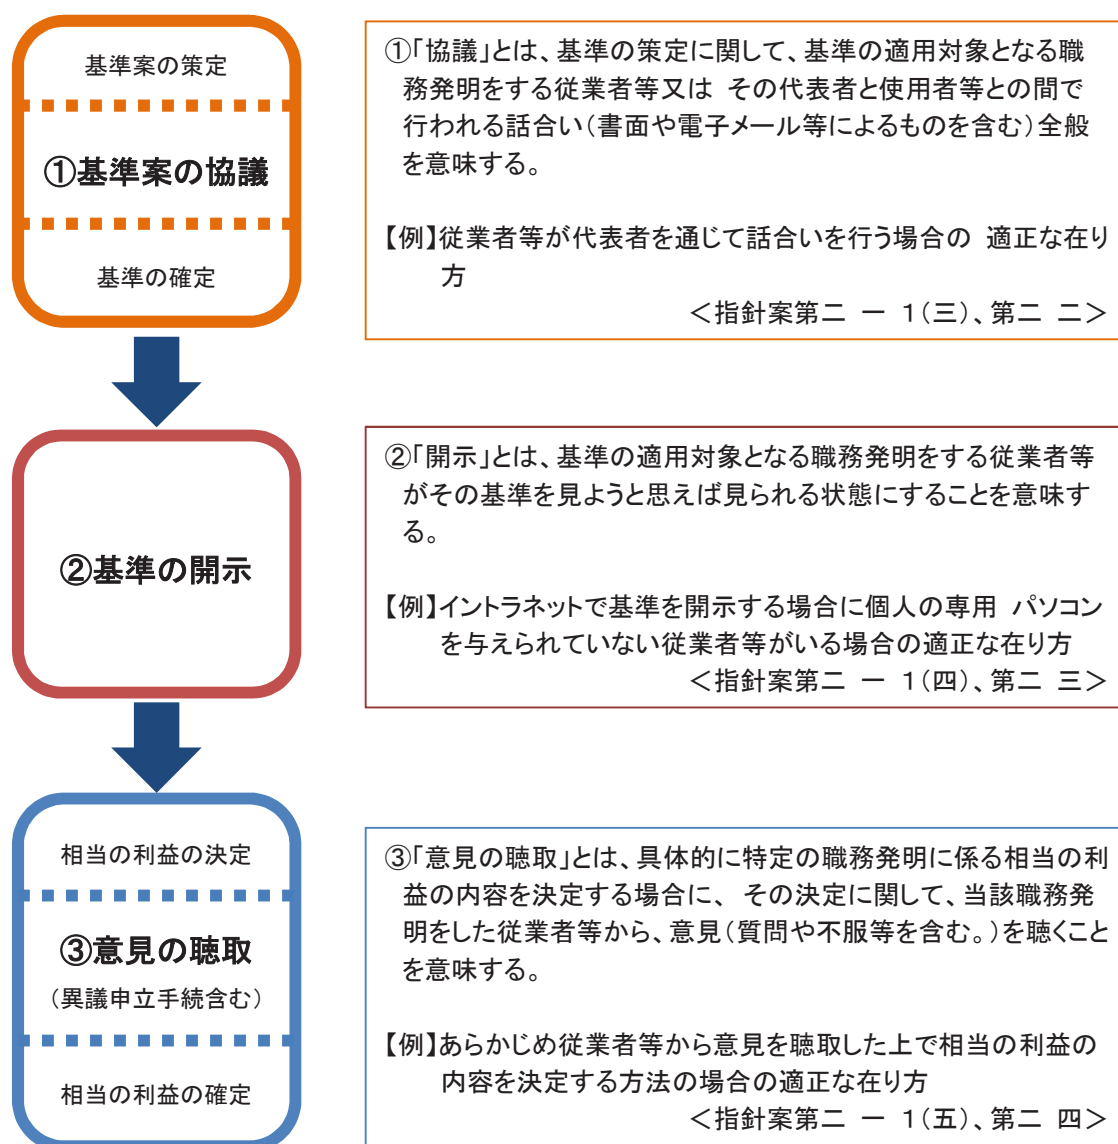 基準案の策定
①基準案の協議
基準の確定
①「協議」とは、基準の策定に関して、基準の適用対象となる職
務発明をする従業者等又は その代表者と使用者等との間で
行われる話合い（書面や電子メール等によるものを含む）全般
を意味する。
【例】従業者等が代表者を通じて話合いを行う場合の 適正な在り
方
＜指針案第二 一 1（三）、第二 二＞
②基準の開示
②「開示」とは、基準の適用対象となる職務発明をする従業者等
がその基準を見ようと思えば見られる状態にすることを意味す
る。
【例】イントラネットで基準を開示する場合に個人の専用 パソコン
を与えられていない従業者等がいる場合の適正な在り方
＜指針案第二 一 1（四）、第二 三＞
相当の利益の決定
③意見の聴取
（異議申立手続含む）
相当の利益の確定
③「意見の聴取」とは、具体的に特定の職務発明に係る相当の利
益の内容を決定する場合に、 その決定に関して、当該職務発
明をした従業者等から、意見（質問や不服等を含む。）を聴くこと
を意味する。
【例】あらかじめ従業者等から意見を聴取した上で相当の利益の
内容を決定する方法の場合の適正な在り方
＜指針案第二 一 1（五）、第二 四＞